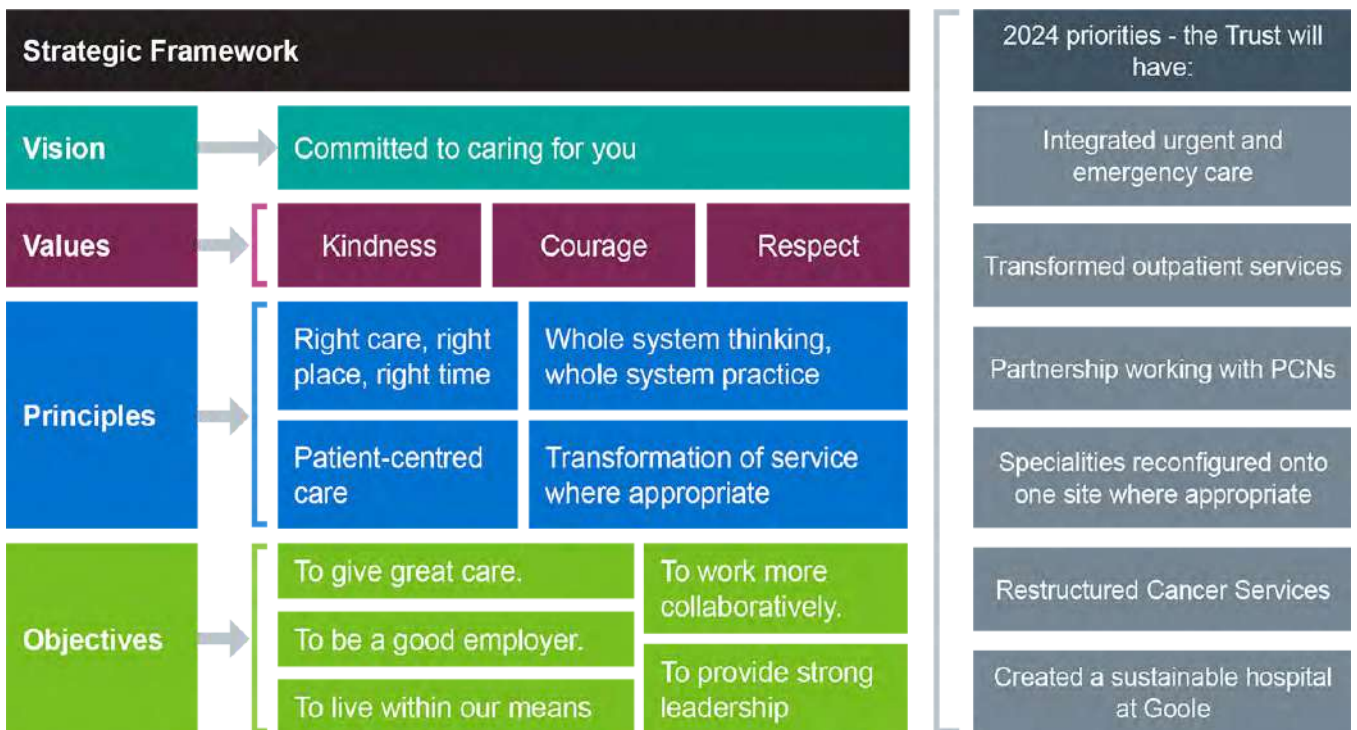 Strategic Framework
Vision
Committed to caring for you
Values
Kindness
Courage
Respect
Principles
Right care, right
place, right time
Whole system thinking,
whole system practice
Patient-centred
care
Transformation of service
where appropriate
Objectives
To give great care.
To be a good employer.
To live within our means
To work more
collaboratively.
To provide strong
leadership
2024 priorities - the Trust will
have:
Integrated urgent and
emergency care
Transformed outpatient services
Partnership working with PCNs
Specialities reconfigured onto
one site where appropriate
Restructured Cancer Services
Created a sustainable hospital
at Goole